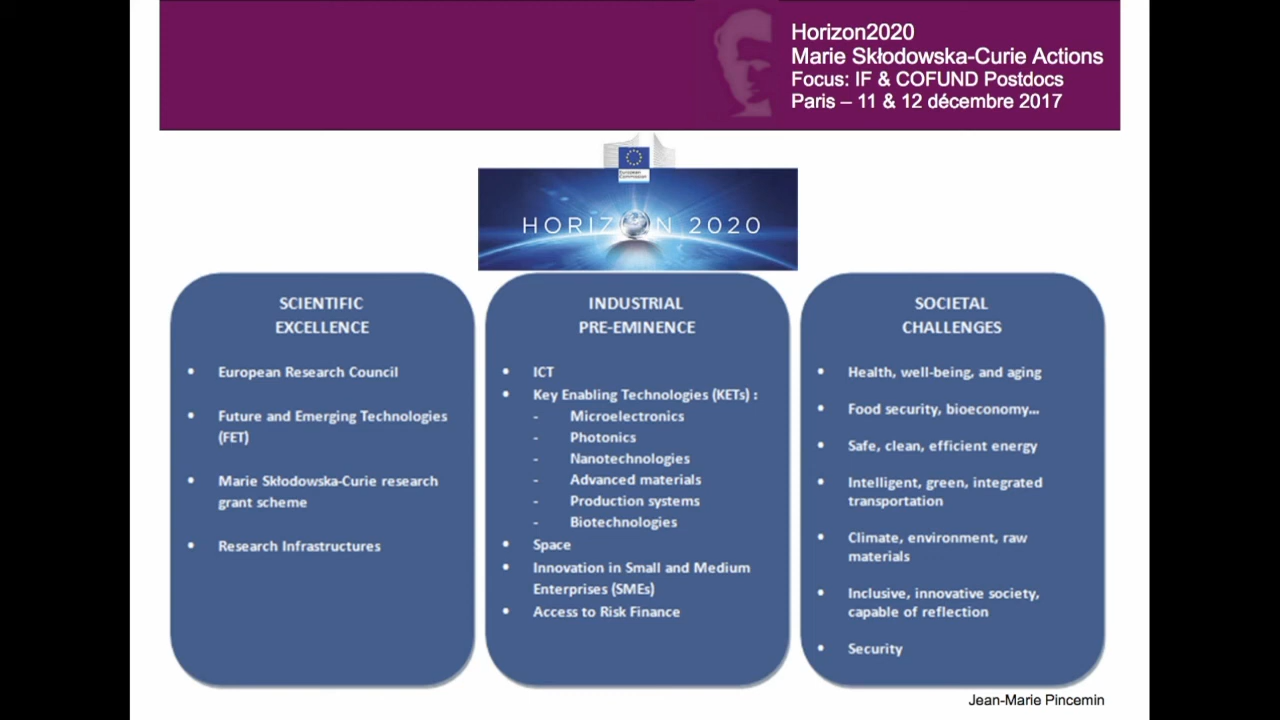 Horizon2020
Marie Skłodowska-Curie Actions
Focus: IF & COFUND Postdocs
Paris – 11 & 12 décembre 2017
European
Commission
HORIZON 2020
SCIENTIFIC
EXCELLENCE
• European Research Council
• Future and Emerging Technologies
(FET)
• Marie Skłodowska-Curie research
grant scheme
• Research Infrastructures
INDUSTRIAL
PRE-EMINENCE
• ICT
• Key Enabling Technologies (KETs) :
- Microelectronics
- Photonics
- Nanotechnologies
- Advanced materials
- Production systems
- Biotechnologies
• Space
• Innovation in Small and Medium
Enterprises (SMEs)
• Access to Risk Finance
SOCIETAL
CHALLENGES
• Health, well-being, and aging
• Food security, bioeconomy...
• Safe, clean, efficient energy
• Intelligent, green, integrated
transportation
• Climate, environment, raw
materials
• Inclusive, innovative society,
capable of reflection
• Security
Jean-Marie Pincemin